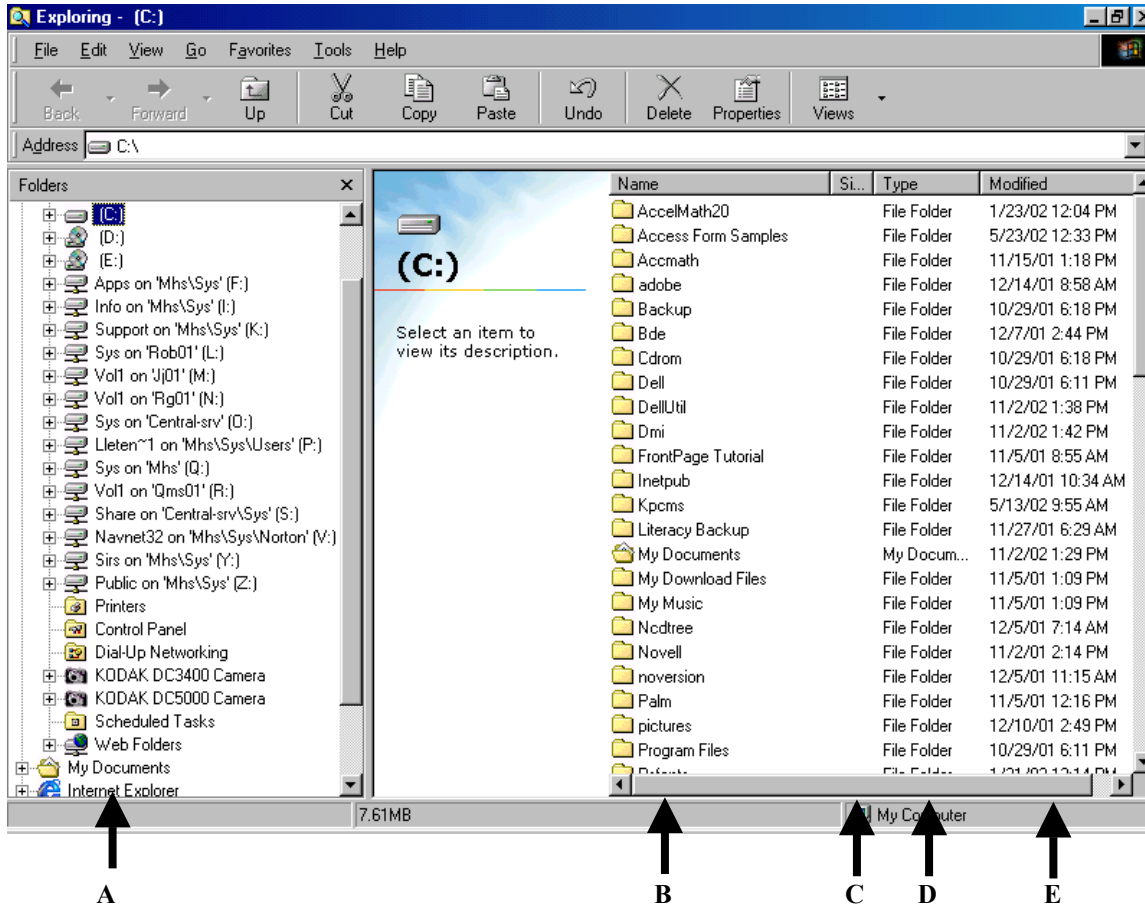 Exploring - (C:)
File Edit View Go Favorites Tools Help
Back Forward Up Cut Copy Paste Undo Delete Properties Views
Address C:\
Folders
(C:)
(D:)
(E:)
Apps on 'Mhs\Sys' (F:)
Info on 'Mhs\Sys' (I:)
Support on 'Mhs\Sys' (K:)
Sys on 'Rob01' (L:)
Vol1 on 'Jj01' (M:)
Vol1 on 'Rg01' (N:)
Sys on 'Central-srv' (O:)
Lleten~1 on 'Mhs\Sys\Users' (P:)
Sys on 'Mhs' (Q:)
Vol1 on 'Qms01' (R:)
Share on 'Central-srv\Sys' (S:)
Navnet32 on 'Mhs\Sys\Norton' (V:)
Sirs on 'Mhs\Sys' (Y:)
Public on 'Mhs\Sys' (Z:)
Printers
Control Panel
Dial-Up Networking
KODAK DC3400 Camera
KODAK DC5000 Camera
Scheduled Tasks
Web Folders
My Documents
Internet Explorer
(C:)
Select an item to
view its description.
Name Si... Type Modified
AccelMath20 File Folder 1/23/02 12:04 PM
Access Form Samples File Folder 5/23/02 12:33 PM
Accmath File Folder 11/15/01 1:18 PM
adobe File Folder 12/14/01 8:58 AM
Backup File Folder 10/29/01 6:18 PM
Bde File Folder 12/7/01 2:44 PM
Cdrom File Folder 10/29/01 6:18 PM
Dell File Folder 10/29/01 6:11 PM
DellUtil File Folder 11/2/02 1:38 PM
Dmi File Folder 11/2/02 1:42 PM
FrontPage Tutorial File Folder 11/5/01 8:55 AM
Inetpub File Folder 12/14/01 10:34 AM
Kpcms File Folder 5/13/02 9:55 AM
Literacy Backup File Folder 11/27/01 6:29 AM
My Documents My Docum... 11/2/02 1:29 PM
My Download Files File Folder 11/5/01 1:09 PM
My Music File Folder 11/5/01 1:09 PM
Ncdtree File Folder 12/5/01 7:14 AM
Novell File Folder 11/2/01 2:14 PM
noversion File Folder 12/5/01 11:15 AM
Palm File Folder 11/5/01 12:16 PM
pictures File Folder 12/10/01 2:49 PM
Program Files File Folder 10/29/01 6:11 PM
File Folder
7.61MB My Computer
A B C D E